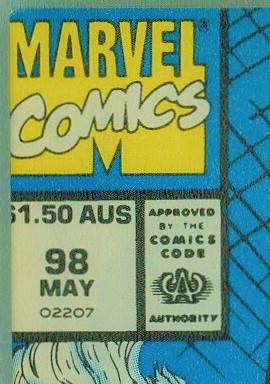 MARVEL®
COMICS
$1.50 AUS
98
MAY
02207
APPROVED
BY THE
COMICS
CODE
AUTHORITY